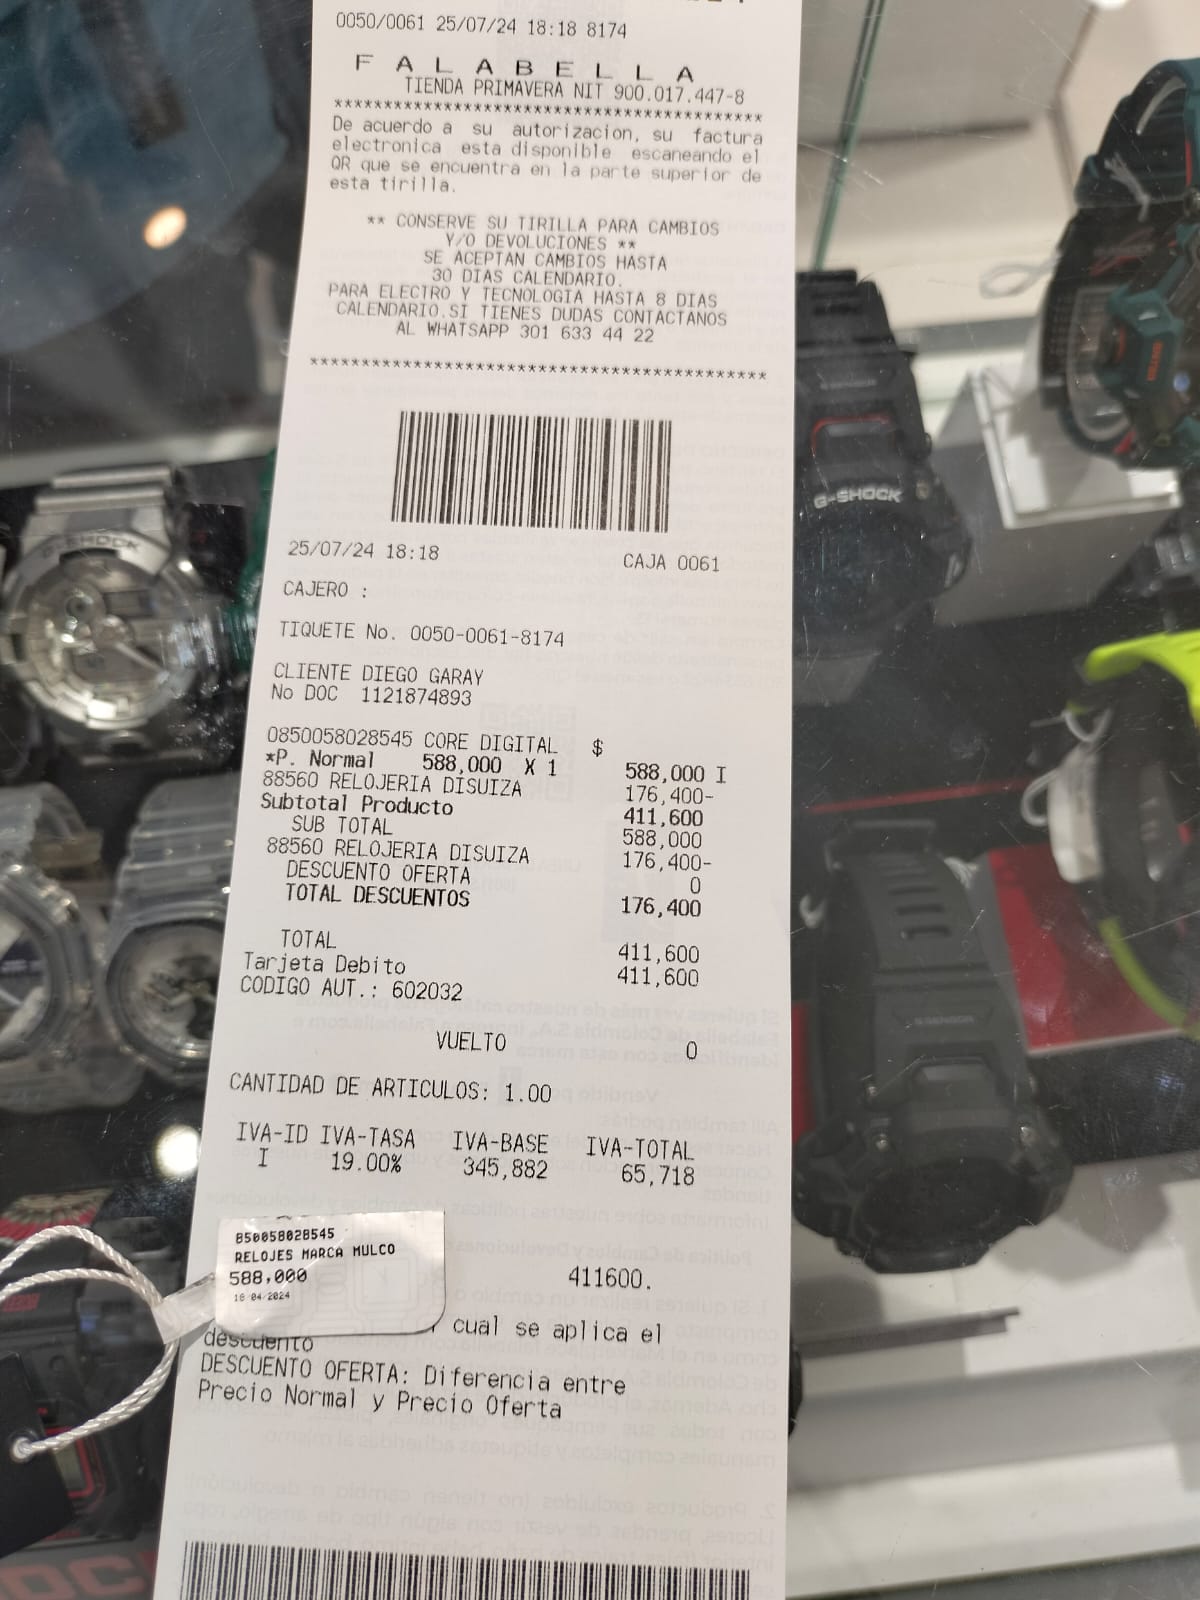 0050/0061 25/07/24 18:18 8174
F A L A B E L L A
TIENDA PRIMAVERA NIT 900.017.447-8
*******************************************
De acuerdo a su autorizacion, su factura
electronica esta disponible escaneando el
QR que se encuentra en la parte superior de
esta tirilla.
** CONSERVE SU TIRILLA PARA CAMBIOS
Y/O DEVOLUCIONES **
SE ACEPTAN CAMBIOS HASTA
30 DIAS CALENDARIO.
PARA ELECTRO Y TECNOLOGIA HASTA 8 DIAS
CALENDARIO.SI TIENES DUDAS CONTACTANOS
AL WHATSAPP 301 633 44 22
*******************************************
25/07/24 18:18 CAJA 0061
CAJERO :
TIQUETE No. 0050-0061-8174
CLIENTE DIEGO GARAY
No DOC 1121874893
0850058028545 CORE DIGITAL $
*P. Normal 588,000 X 1 588,000 I
88560 RELOJERIA DISUIZA 176,400-
Subtotal Producto 411,600
SUB TOTAL 588,000
88560 RELOJERIA DISUIZA 176,400-
DESCUENTO OFERTA 0
TOTAL DESCUENTOS 176,400
TOTAL 411,600
Tarjeta Debito 411,600
CODIGO AUT.: 602032
VUELTO 0
CANTIDAD DE ARTICULOS: 1.00
IVA-ID IVA-TASA IVA-BASE IVA-TOTAL
I 19.00% 345,882 65,718
850058028545
RELOJES MARCA MULCO
588,000
18/04/2024
411600.
cual se aplica el
descuento
DESCUENTO OFERTA: Diferencia entre
Precio Normal y Precio Oferta
G-SHOCK
G-SHOCK